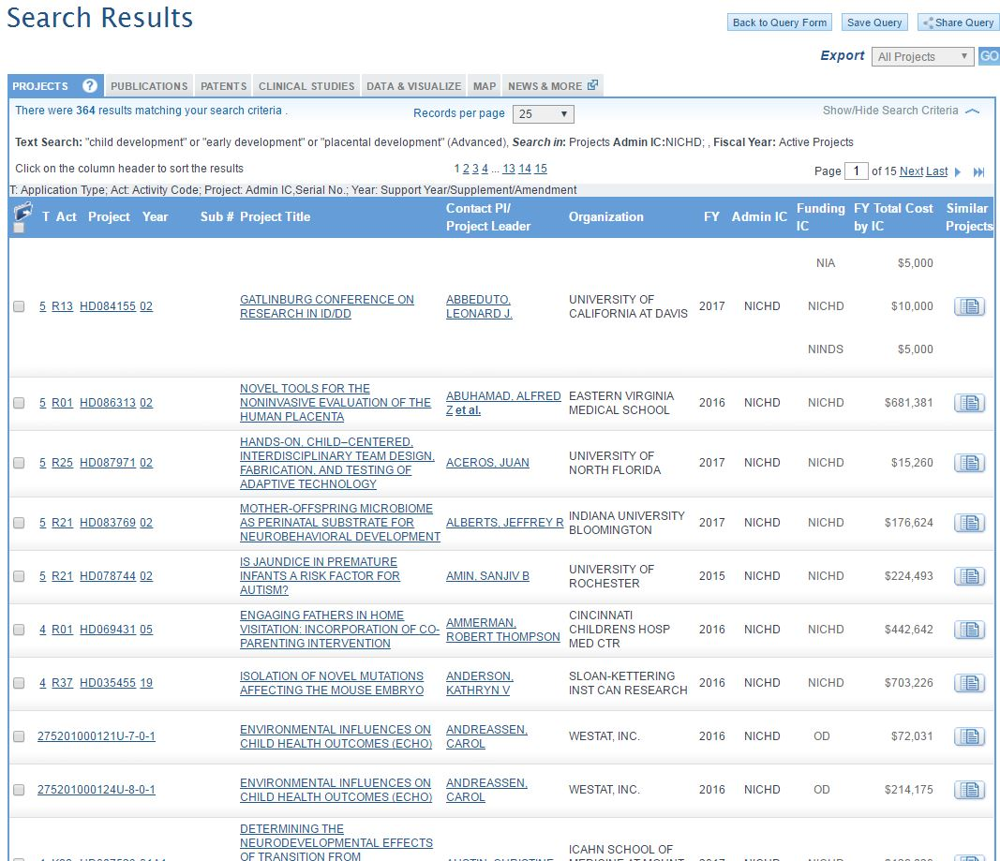 Search Results
Back to Query Form Save Query Share Query
Export All Projects GO
PROJECTS ? PUBLICATIONS PATENTS CLINICAL STUDIES DATA & VISUALIZE MAP NEWS & MORE
There were 364 results matching your search criteria .
Records per page 25
Show/Hide Search Criteria
Text Search: "child development" or "early development" or "placental development" (Advanced), Search in: Projects Admin IC:NICHD; , Fiscal Year: Active Projects
Click on the column header to sort the results
1 2 3 4 ... 13 14 15
Page 1 of 15 Next Last
T: Application Type; Act: Activity Code; Project: Admin IC,Serial No.; Year: Support Year/Supplement/Amendment
T Act Project Year Sub # Project Title
Contact PI/
Project Leader
Organization
FY Admin IC
Funding
IC
FY Total Cost
by IC
Similar
Projects
NIA $5,000
5 R13 HD084155 02
GATLINBURG CONFERENCE ON
RESEARCH IN ID/DD
ABBEDUTO,
LEONARD J.
UNIVERSITY OF
CALIFORNIA AT DAVIS
2017 NICHD NICHD $10,000
NINDS $5,000
5 R01 HD086313 02
NOVEL TOOLS FOR THE
NONINVASIVE EVALUATION OF THE
HUMAN PLACENTA
ABUHAMAD, ALFRED
Z et al.
EASTERN VIRGINIA
MEDICAL SCHOOL
2016 NICHD NICHD $681,381
5 R25 HD087971 02
HANDS-ON, CHILD–CENTERED,
INTERDISCIPLINARY TEAM DESIGN,
FABRICATION, AND TESTING OF
ADAPTIVE TECHNOLOGY
ACEROS, JUAN
UNIVERSITY OF
NORTH FLORIDA
2017 NICHD NICHD $15,260
5 R21 HD083769 02
MOTHER-OFFSPRING MICROBIOME
AS PERINATAL SUBSTRATE FOR
NEUROBEHAVIORAL DEVELOPMENT
ALBERTS, JEFFREY R
INDIANA UNIVERSITY
BLOOMINGTON
2017 NICHD NICHD $176,624
5 R21 HD078744 02
IS JAUNDICE IN PREMATURE
INFANTS A RISK FACTOR FOR
AUTISM?
AMIN, SANJIV B
UNIVERSITY OF
ROCHESTER
2015 NICHD NICHD $224,493
4 R01 HD069431 05
ENGAGING FATHERS IN HOME
VISITATION: INCORPORATION OF CO-
PARENTING INTERVENTION
AMMERMAN,
ROBERT THOMPSON
CINCINNATI
CHILDRENS HOSP
MED CTR
2016 NICHD NICHD $442,642
4 R37 HD035455 19
ISOLATION OF NOVEL MUTATIONS
AFFECTING THE MOUSE EMBRYO
ANDERSON,
KATHRYN V
SLOAN-KETTERING
INST CAN RESEARCH
2016 NICHD NICHD $703,226
275201000121U-7-0-1
ENVIRONMENTAL INFLUENCES ON
CHILD HEALTH OUTCOMES (ECHO)
ANDREASSEN,
CAROL
WESTAT, INC.
2016 NICHD OD $72,031
275201000124U-8-0-1
ENVIRONMENTAL INFLUENCES ON
CHILD HEALTH OUTCOMES (ECHO)
ANDREASSEN,
CAROL
WESTAT, INC.
2016 NICHD OD $214,175
DETERMINING THE
NEURODEVELOPMENTAL EFFECTS
OF TRANSITION FROM
ICAHN SCHOOL OF